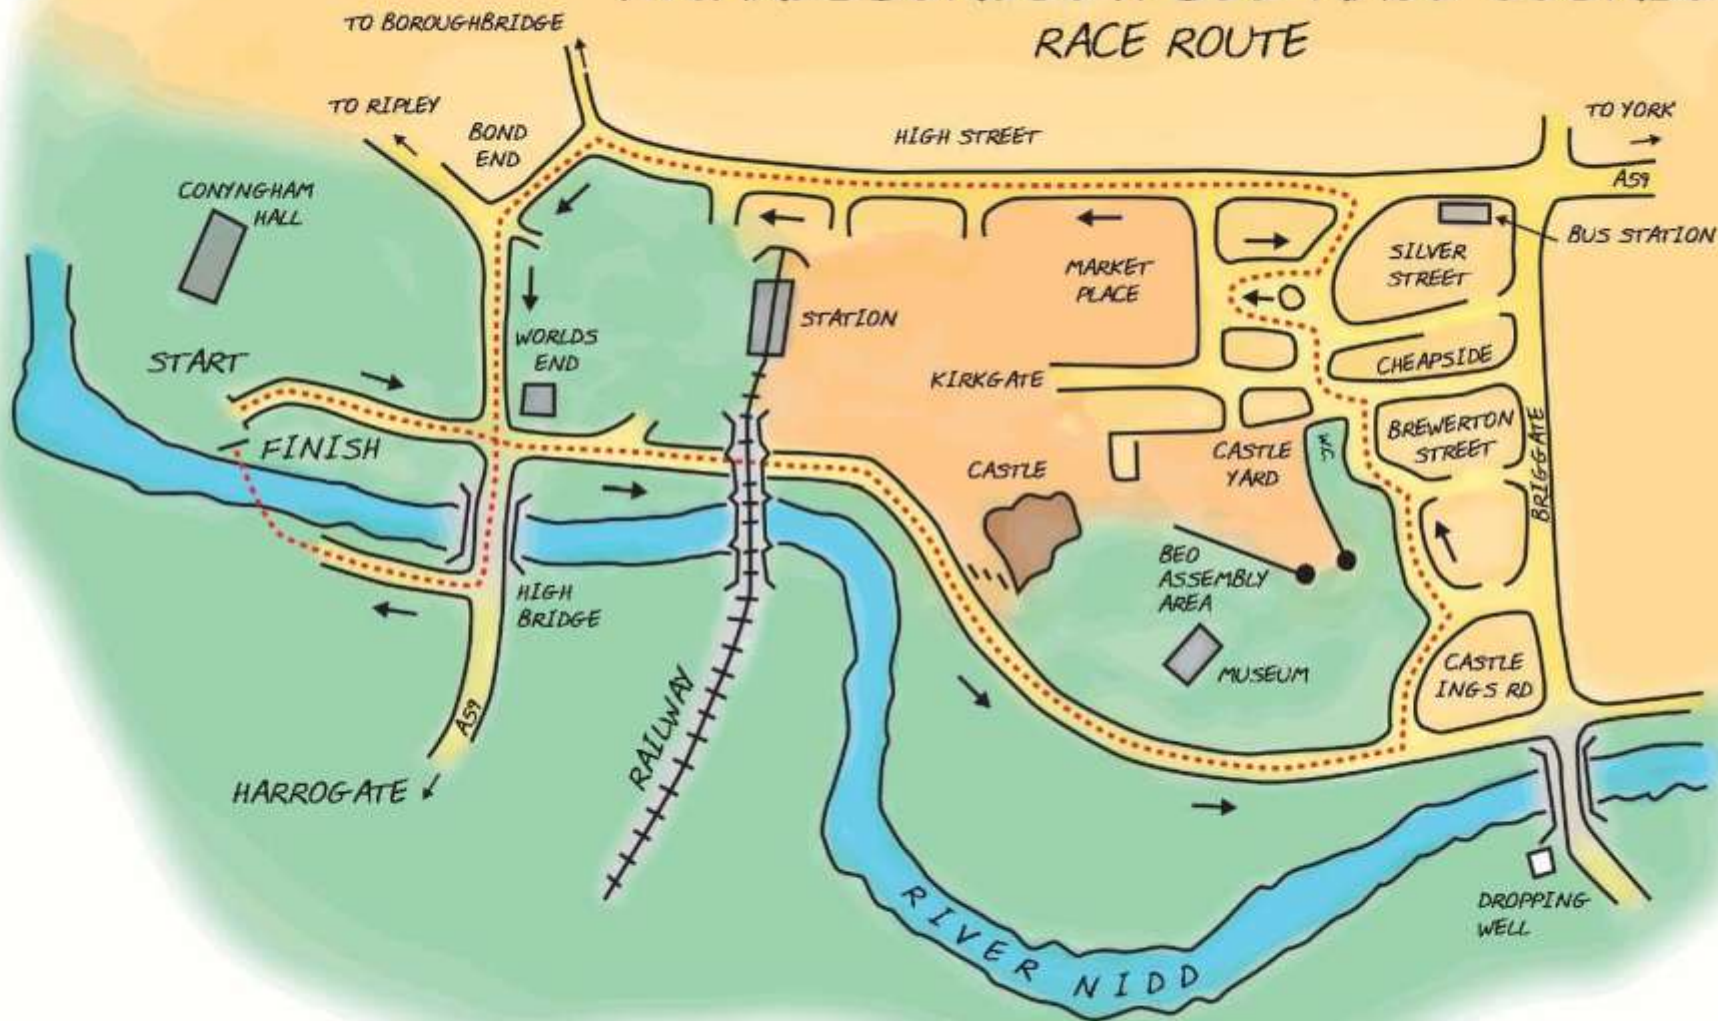 RACE ROUTE
TO BOROUGHBRIDGE
TO RIPLEY
BOND
END
HIGH STREET
TO YORK
A59
CONYNGHAM
HALL
BUS STATION
SILVER
STREET
MARKET
PLACE
STATION
WORLDS
END
START
CHEAPSIDE
KIRKGATE
BREWERTON
STREET
FINISH
CASTLE
CASTLE
YARD
WC
BRIGGATE
BED
ASSEMBLY
AREA
HIGH
BRIDGE
MUSEUM
CASTLE
INGS RD
A59
RAILWAY
HARROGATE
DROPPING
WELL
RIVER NIDD